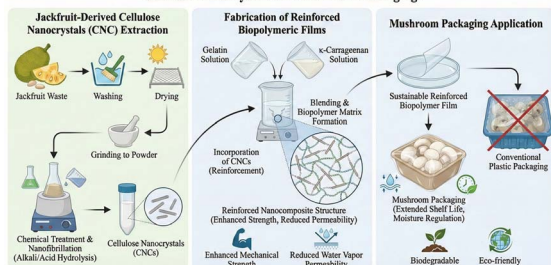 Jackfruit-Derived Cellulose
Nanocrystals (CNC) Extraction
Jackfruit Waste
Washing
Drying
Grinding to Powder
Chemical Treatment &
Nanofibrillation
(Alkali/Acid Hydrolysis)
Cellulose Nanocrystals
(CNCs)
Fabrication of Reinforced
Biopolymeric Films
Gelatin
Solution
κ-Carrageenan
Solution
Blending &
Biopolymer Matrix
Formation
Incorporation
of CNCs
(Reinforcement)
Reinforced Nanocomposite Structure
(Enhanced Strength, Reduced Permeability)
Enhanced Mechanical
Strength
Reduced Water Vapor
Permeability
Mushroom Packaging Application
Sustainable Reinforced
Biopolymer Film
Conventional
Plastic Packaging
Mushroom Packaging
(Extended Shelf Life,
Moisture Regulation)
Biodegradable
Eco-friendly